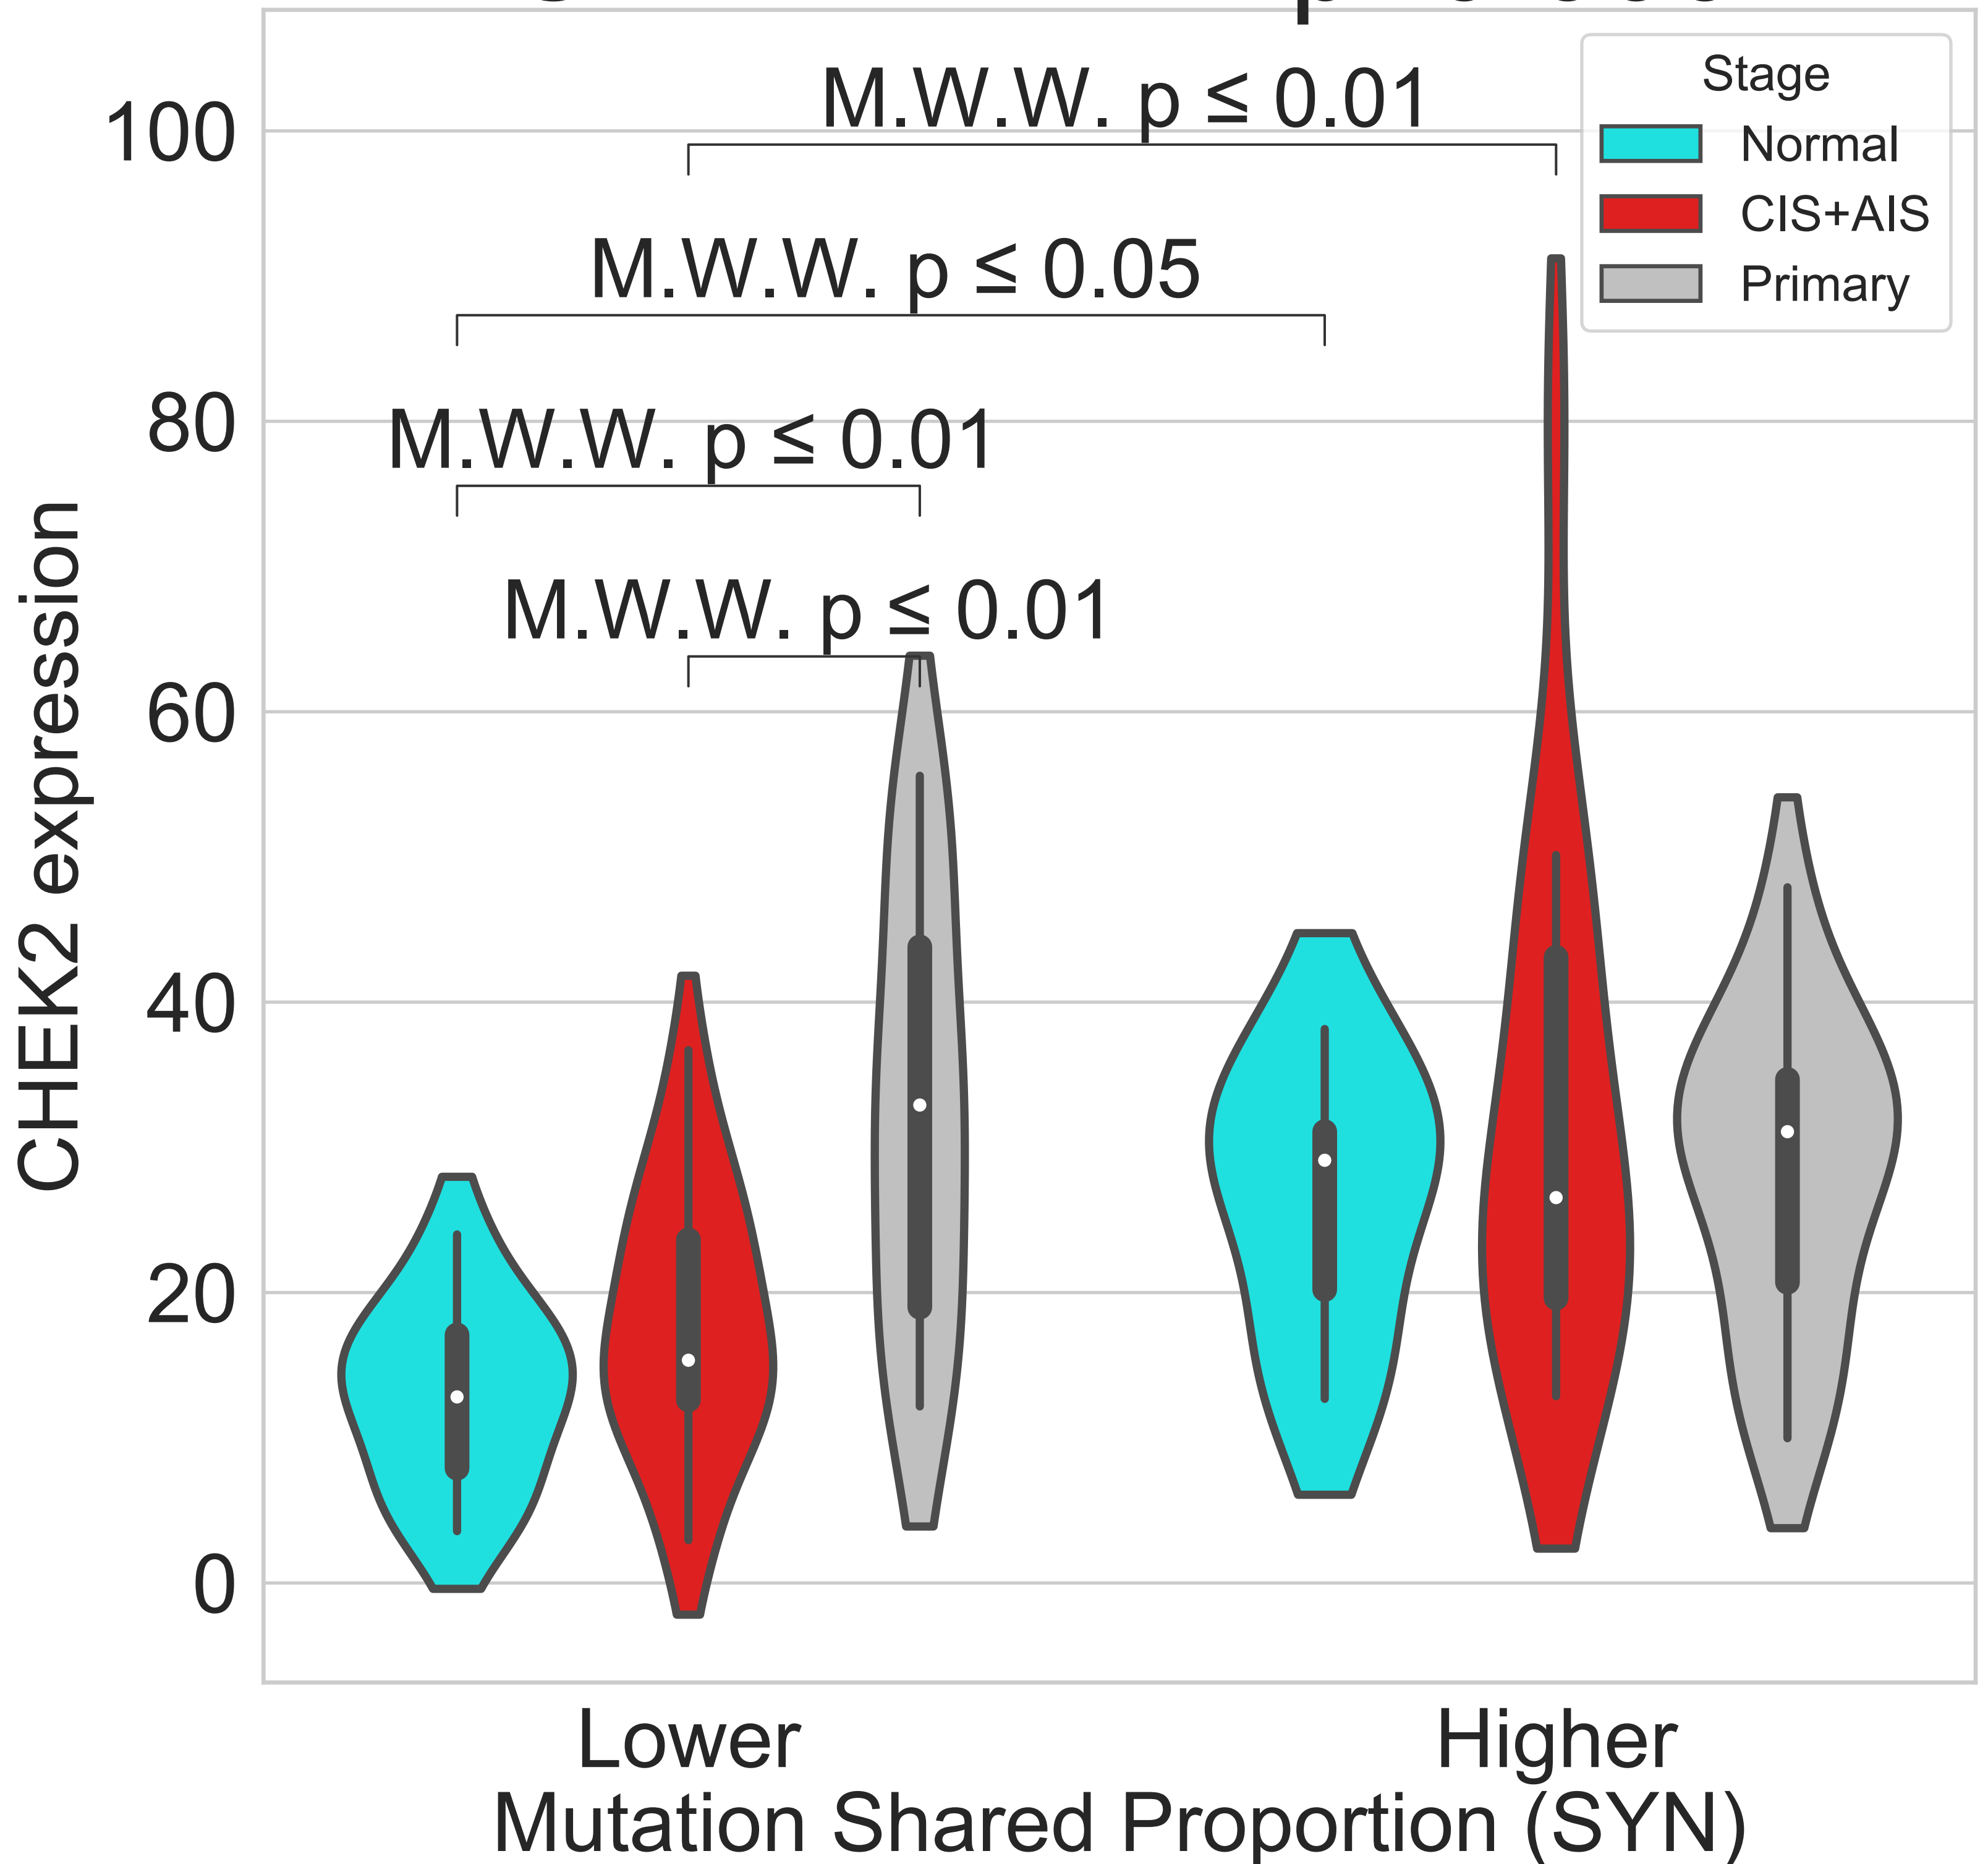 M.W.W. p ≤ 0.01
Stage
Normal
CIS+AIS
Primary
M.W.W. p ≤ 0.05
M.W.W. p ≤ 0.01
M.W.W. p ≤ 0.01
100
80
60
40
20
0
CHEK2 expression
Lower
Higher
Mutation Shared Proportion (SYN)